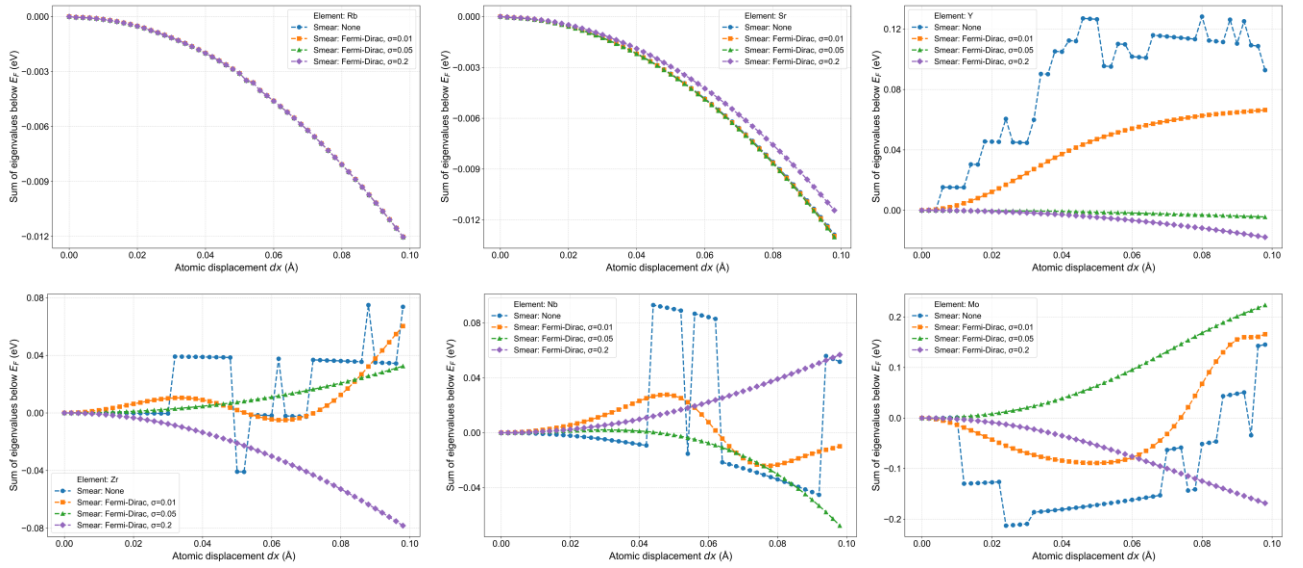 Sum of eigenvalues below E_F (eV)
0.000
−0.003
−0.006
−0.009
−0.012
Element: Rb
Smear: None
Smear: Fermi-Dirac, σ=0.01
Smear: Fermi-Dirac, σ=0.05
Smear: Fermi-Dirac, σ=0.2
0.00 0.02 0.04 0.06 0.08 0.10
Atomic displacement dx (Å)
Sum of eigenvalues below E_F (eV)
0.000
−0.003
−0.006
−0.009
−0.012
Element: Sr
Smear: None
Smear: Fermi-Dirac, σ=0.01
Smear: Fermi-Dirac, σ=0.05
Smear: Fermi-Dirac, σ=0.2
0.00 0.02 0.04 0.06 0.08 0.10
Atomic displacement dx (Å)
Sum of eigenvalues below E_F (eV)
0.12
0.08
0.04
0.00
Element: Y
Smear: None
Smear: Fermi-Dirac, σ=0.01
Smear: Fermi-Dirac, σ=0.05
Smear: Fermi-Dirac, σ=0.2
0.00 0.02 0.04 0.06 0.08 0.10
Atomic displacement dx (Å)
Sum of eigenvalues below E_F (eV)
0.08
0.04
0.00
−0.04
−0.08
Element: Zr
Smear: None
Smear: Fermi-Dirac, σ=0.01
Smear: Fermi-Dirac, σ=0.05
Smear: Fermi-Dirac, σ=0.2
0.00 0.02 0.04 0.06 0.08 0.10
Atomic displacement dx (Å)
Sum of eigenvalues below E_F (eV)
0.08
0.04
0.00
−0.04
Element: Nb
Smear: None
Smear: Fermi-Dirac, σ=0.01
Smear: Fermi-Dirac, σ=0.05
Smear: Fermi-Dirac, σ=0.2
0.00 0.02 0.04 0.06 0.08 0.10
Atomic displacement dx (Å)
Sum of eigenvalues below E_F (eV)
0.2
0.1
0.0
−0.1
−0.2
Element: Mo
Smear: None
Smear: Fermi-Dirac, σ=0.01
Smear: Fermi-Dirac, σ=0.05
Smear: Fermi-Dirac, σ=0.2
0.00 0.02 0.04 0.06 0.08 0.10
Atomic displacement dx (Å)